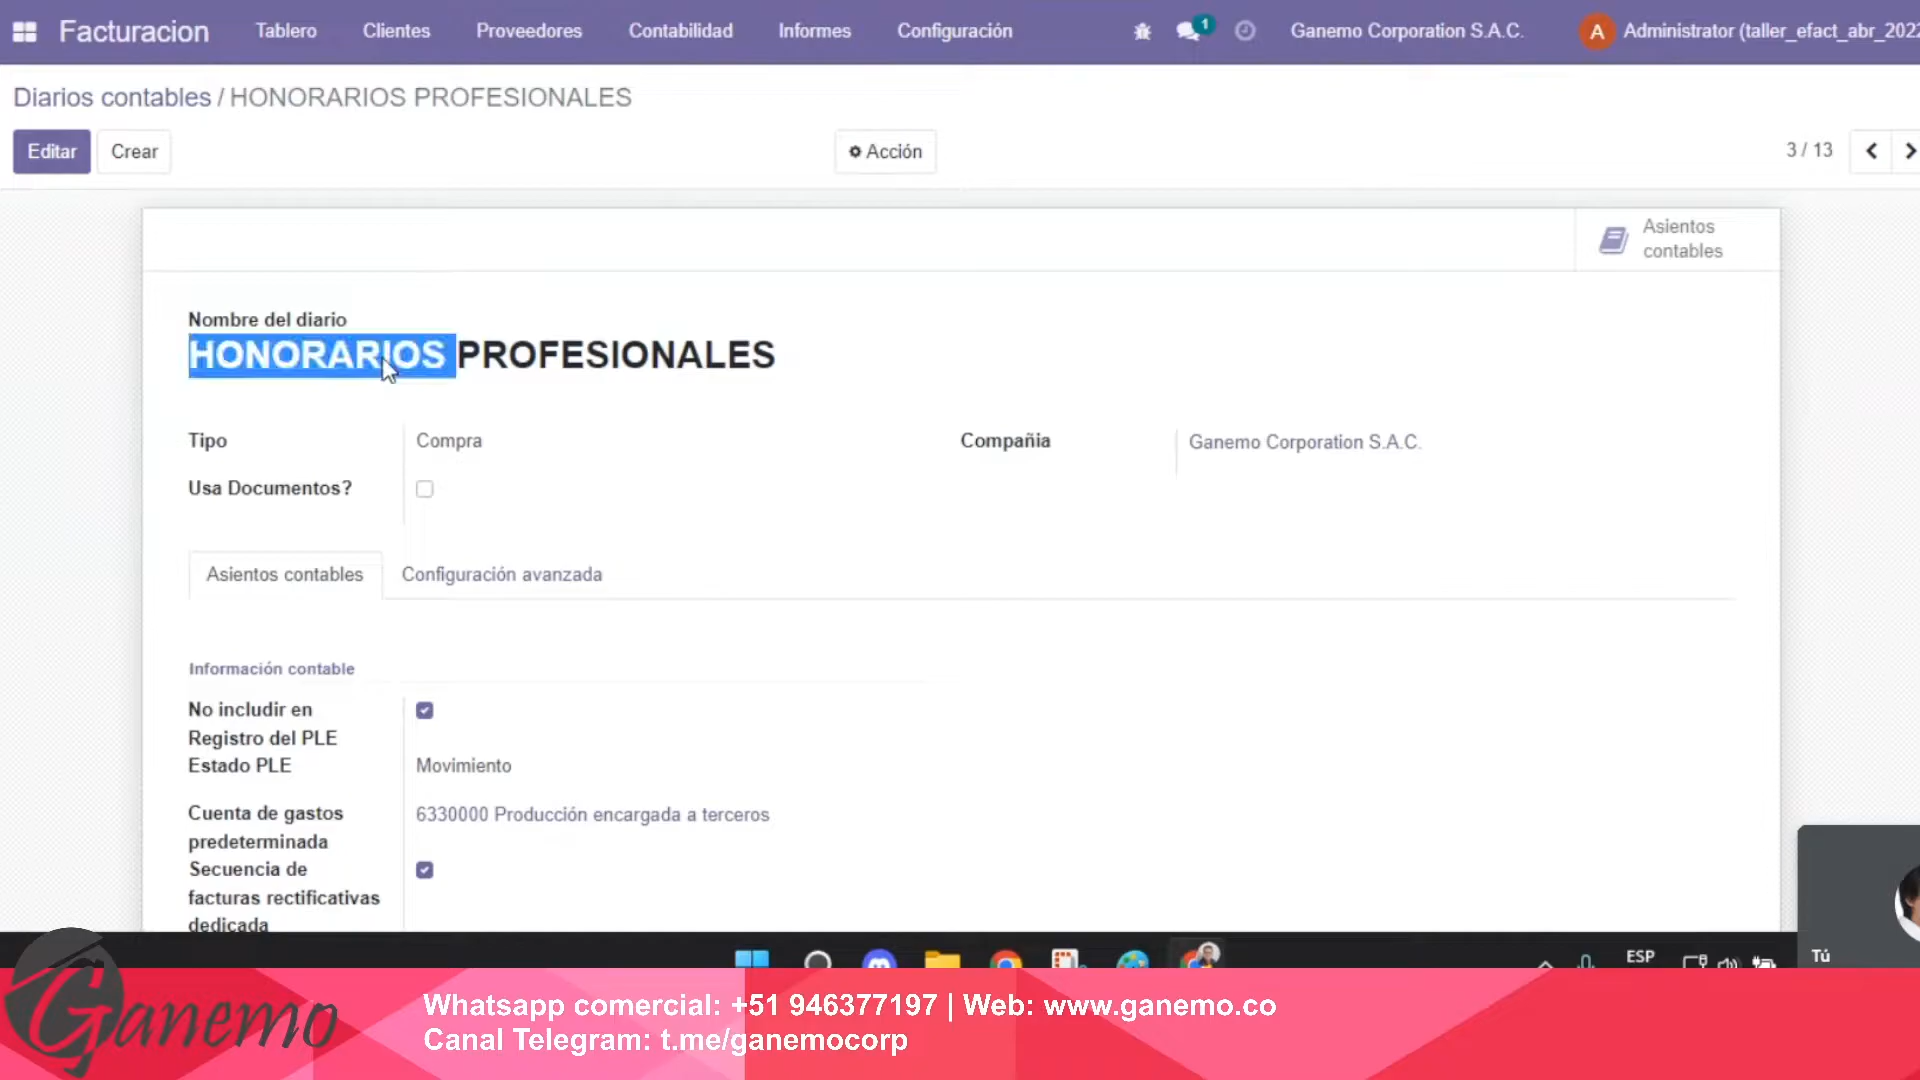 Facturacion Tablero Clientes Proveedores Contabilidad Informes Configuración 1 Ganemo Corporation S.A.C. A Administrator (taller_efact_abr_2022
Diarios contables / HONORARIOS PROFESIONALES
Editar Crear Acción 3 / 13
Asientos
contables
Nombre del diario
HONORARIOS PROFESIONALES
Tipo Compra Compañia Ganemo Corporation S.A.C.
Usa Documentos?
Asientos contables Configuración avanzada
Información contable
No includir en
Registro del PLE
Estado PLE Movimiento
Cuenta de gastos 6330000 Producción encargada a terceros
predeterminada
Secuencia de
facturas rectificativas
dedicada
ESP Tú
Ganemo
Whatsapp comercial: +51 946377197 | Web: www.ganemo.co
Canal Telegram: t.me/ganemocorp